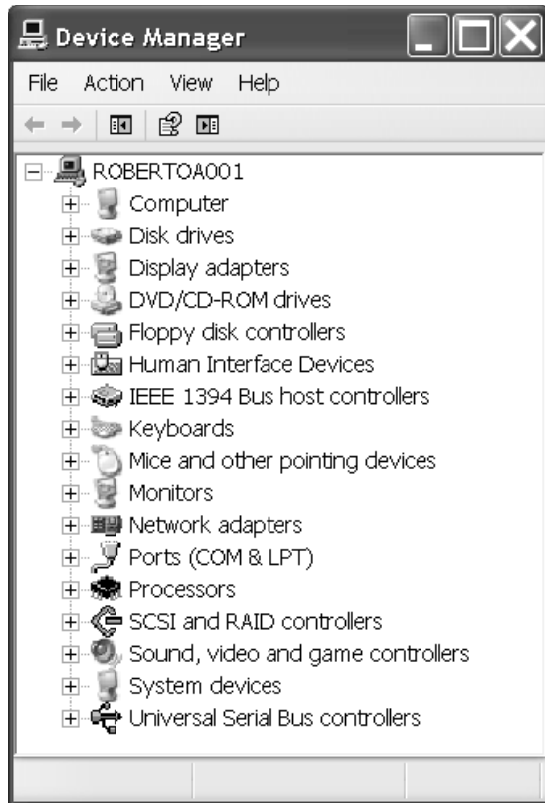 Device Manager
File Action View Help
ROBERTOA001
Computer
Disk drives
Display adapters
DVD/CD-ROM drives
Floppy disk controllers
Human Interface Devices
IEEE 1394 Bus host controllers
Keyboards
Mice and other pointing devices
Monitors
Network adapters
Ports (COM & LPT)
Processors
SCSI and RAID controllers
Sound, video and game controllers
System devices
Universal Serial Bus controllers